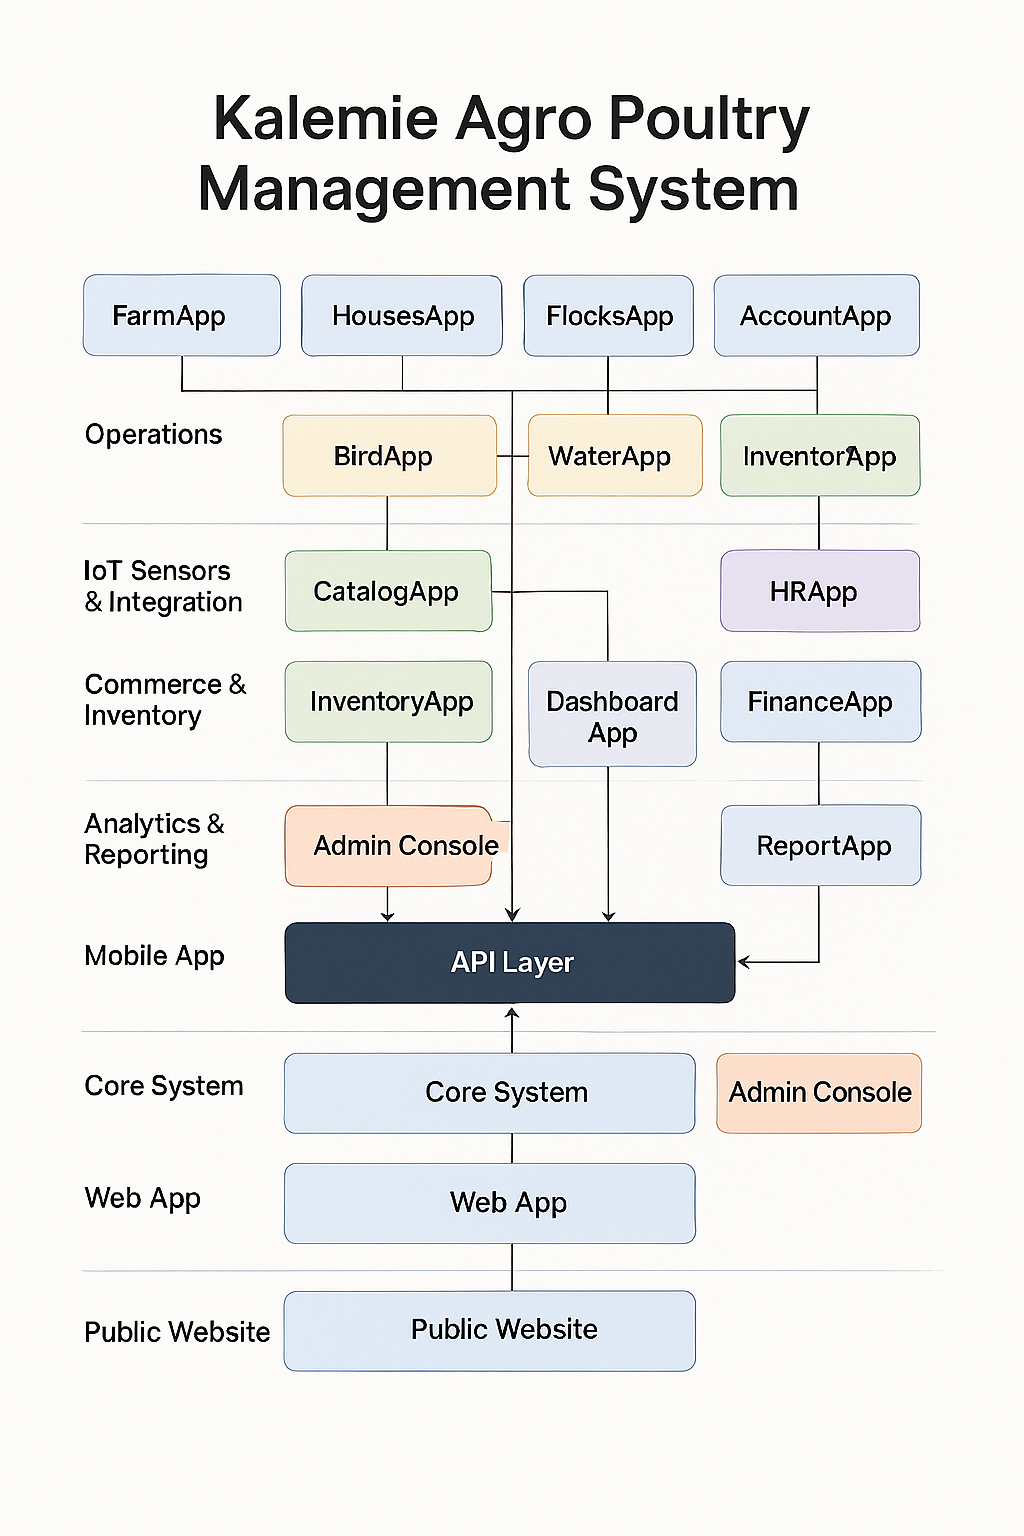 Kalemie Agro Poultry
Management System
FarmApp
HousesApp
FlocksApp
AccountApp
Operations
BirdApp
WaterApp
InventorApp
IoT Sensors
& Integration
CatalogApp
HRApp
Commerce &
Inventory
InventoryApp
Dashboard
App
FinanceApp
Analytics &
Reporting
Admin Console
ReportApp
Mobile App
API Layer
Core System
Core System
Admin Console
Web App
Web App
Public Website
Public Website